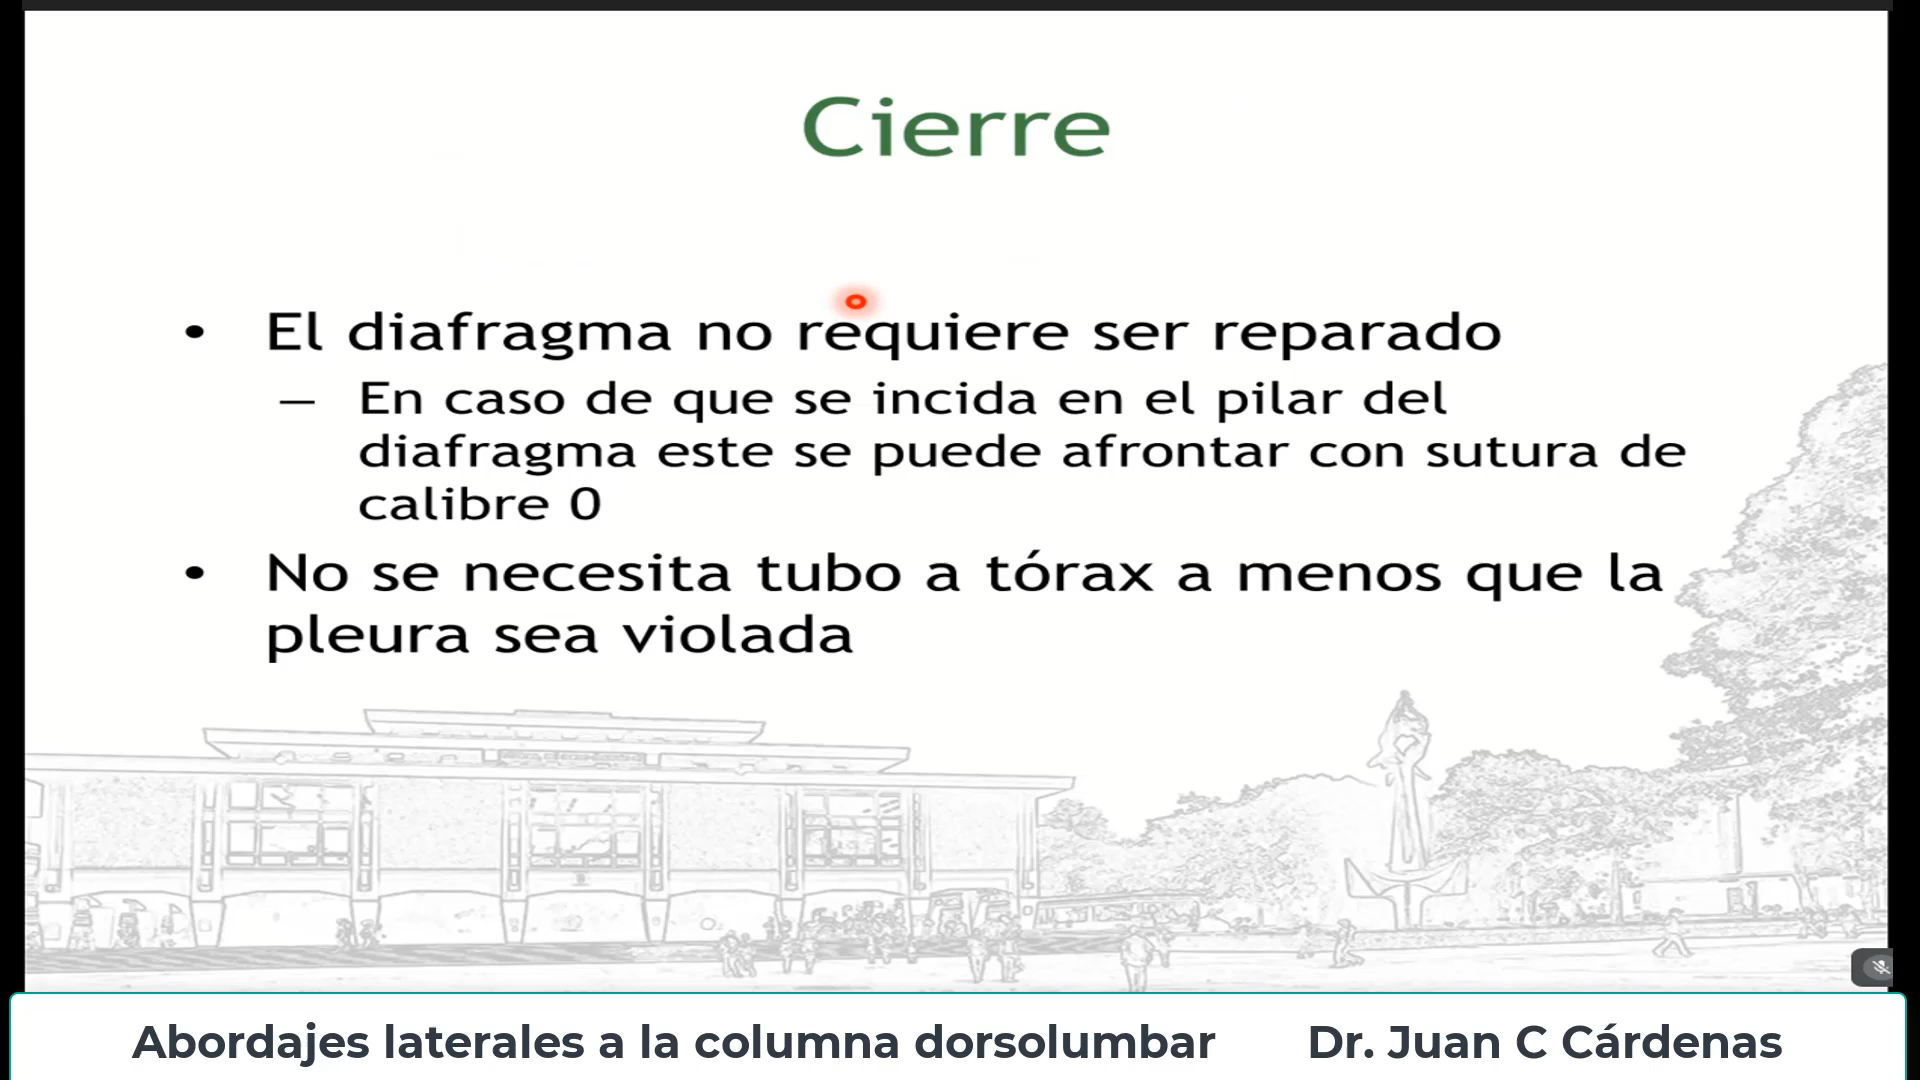 Cierre
• El diafragma no requiere ser reparado
– En caso de que se incida en el pilar del
diafragma este se puede afrontar con sutura de
calibre 0
• No se necesita tubo a tórax a menos que la
pleura sea violada
Abordajes laterales a la columna dorsolumbar Dr. Juan C Cárdenas